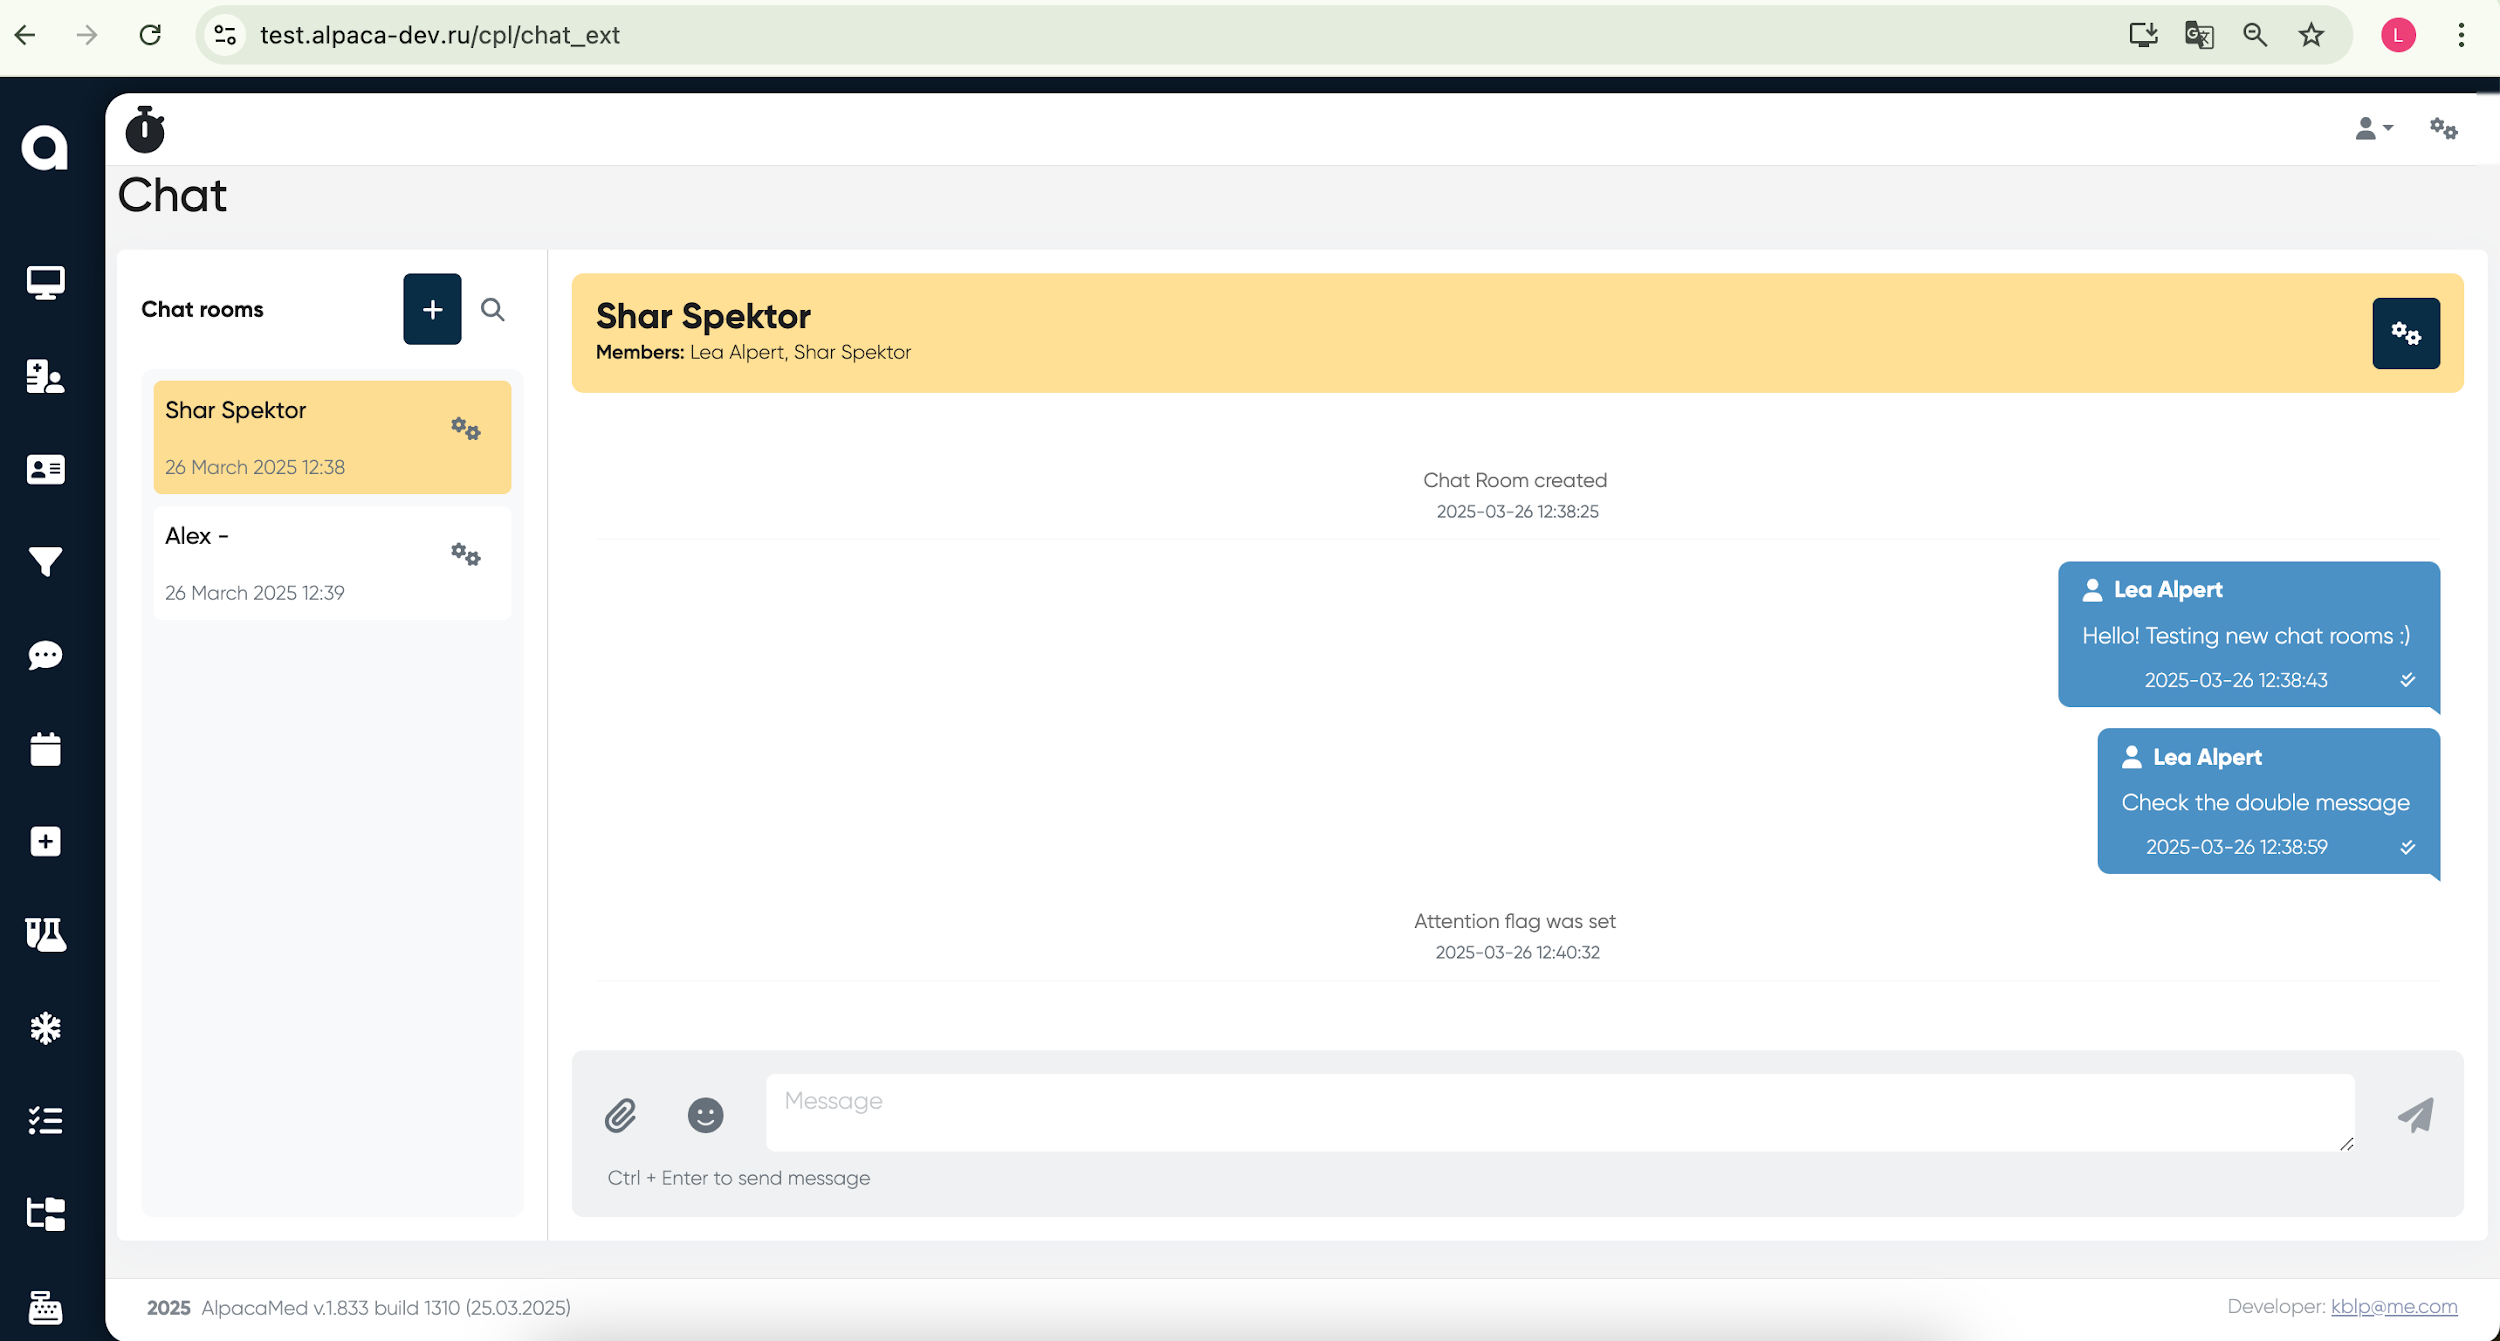 test.alpaca-dev.ru/cpl/chat_ext
L
Chat
Chat rooms
Shar Spektor
26 March 2025 12:38
Alex -
26 March 2025 12:39
Shar Spektor
Members: Lea Alpert, Shar Spektor
Chat Room created
2025-03-26 12:38:25
Lea Alpert
Hello! Testing new chat rooms :)
2025-03-26 12:38:43
Lea Alpert
Check the double message
2025-03-26 12:38:59
Attention flag was set
2025-03-26 12:40:32
Message
Ctrl + Enter to send message
2025 AlpacaMed v.1.833 build 1310 (25.03.2025)
Developer: kblp@me.com